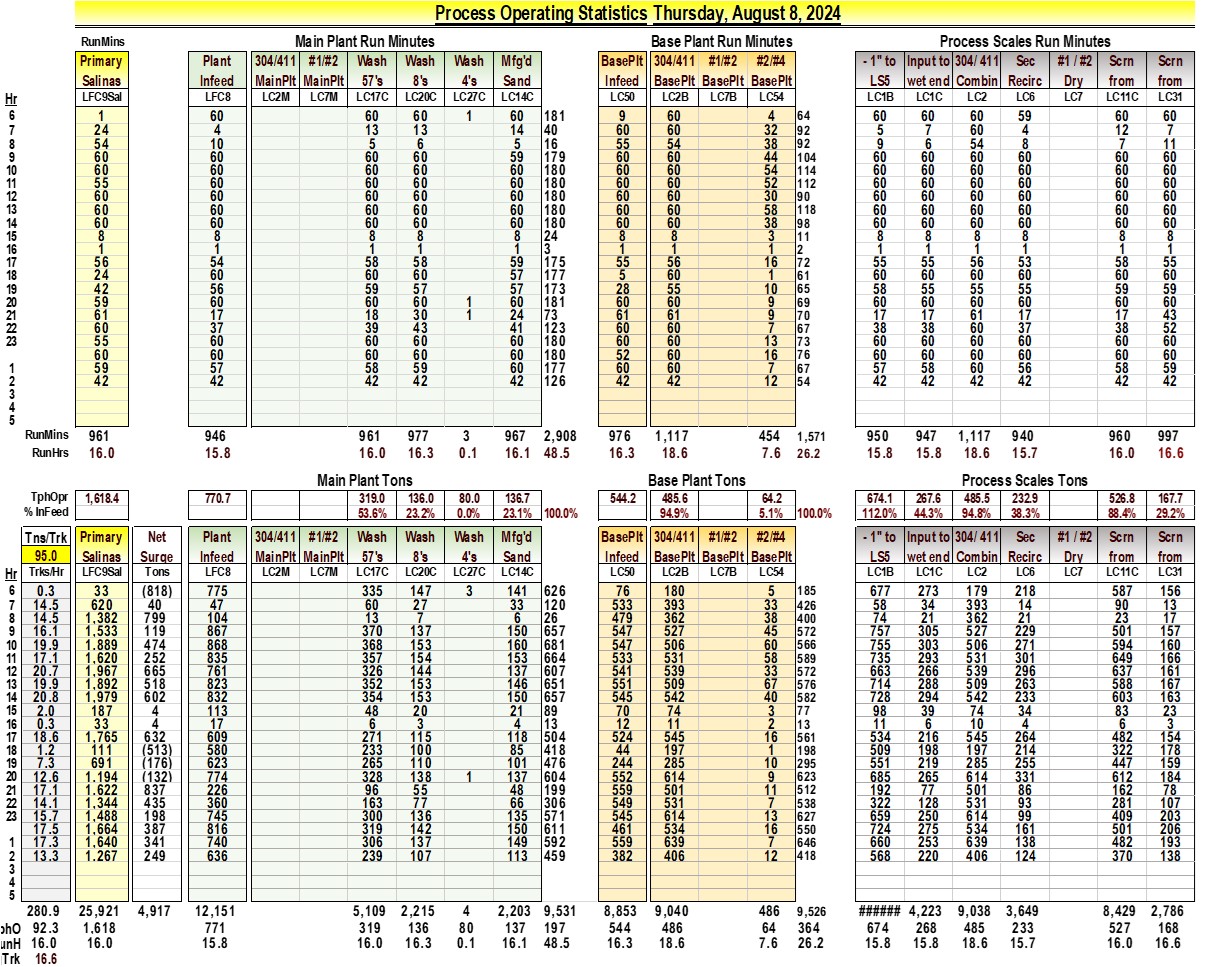 Process Operating Statistics Thursday, August 8, 2024
RunMins Main Plant Run Minutes Base Plant Run Minutes Process Scales Run Minutes
Primary Plant 304/411 #1/#2 Wash Wash Wash Mfg'd BasePlt 304/411 #1/#2 #2/#4 - 1" to Input to 304/ 411 Sec #1 / #2 Scrn Scrn
Salinas Infeed MainPlt MainPlt 57's 8's 4's Sand Infeed BasePlt BasePlt BasePlt LS5 wet end Combin Recirc Dry from from
Hr LFC9Sal LFC8 LC2M LC7M LC17C LC20C LC27C LC14C LC50 LC2B LC7B LC54 LC1B LC1C LC2 LC6 LC7 LC11C LC31
6 1 60 60 60 1 60 181 9 60 4 64 60 60 60 59 60 60
7 24 4 13 13 14 40 60 60 32 92 5 7 60 4 12 7
8 54 10 5 6 5 16 55 54 38 92 9 6 54 8 7 11
9 60 60 60 60 59 179 60 60 44 104 60 60 60 60 60 60
10 60 60 60 60 60 180 60 60 54 114 60 60 60 60 60 60
11 55 60 60 60 60 180 60 60 52 112 60 60 60 60 60 60
12 60 60 60 60 60 180 60 60 30 90 60 60 60 60 60 60
13 60 60 60 60 60 180 60 60 58 118 60 60 60 60 60 60
14 60 60 60 60 60 180 60 60 38 98 60 60 60 60 60 60
15 8 8 8 8 8 24 8 8 3 11 8 8 8 8 8 8
16 1 1 1 1 1 3 1 1 1 2 1 1 1 1 1 1
17 56 54 58 58 59 175 55 56 16 72 55 55 56 53 58 55
18 24 60 60 60 57 177 5 60 1 61 60 60 60 60 60 60
19 42 56 59 57 57 173 28 55 10 65 58 55 55 55 59 59
20 59 60 60 60 1 60 181 60 60 9 69 60 60 60 60 60 60
21 61 17 18 30 1 24 73 61 61 9 70 17 17 61 17 17 43
22 60 37 39 43 41 123 60 60 7 67 38 38 60 37 38 52
23 55 60 60 60 60 180 60 60 13 73 60 60 60 60 60 60
60 60 60 60 60 180 52 60 16 76 60 60 60 60 60 60
1 59 57 58 59 60 177 60 60 7 67 57 58 60 56 58 59
2 42 42 42 42 42 126 42 42 12 54 42 42 42 42 42 42
3
4
5
RunMins 961 946 961 977 3 967 2,908 976 1,117 454 1,571 950 947 1,117 940 960 997
RunHrs 16.0 15.8 16.0 16.3 0.1 16.1 48.5 16.3 18.6 7.6 26.2 15.8 15.8 18.6 15.7 16.0 16.6
Main Plant Tons Base Plant Tons Process Scales Tons
TphOpr 1,618.4 770.7 319.0 136.0 80.0 136.7 544.2 485.6 64.2 674.1 267.6 485.5 232.9 526.8 167.7
% InFeed 53.6% 23.2% 0.0% 23.1% 100.0% 94.9% 5.1% 100.0% 112.0% 44.3% 94.8% 38.3% 88.4% 29.2%
Tns/Trk Primary Net Plant 304/411 #1/#2 Wash Wash Wash Mfg'd BasePlt 304/411 #1/#2 #2/#4 - 1" to Input to 304/ 411 Sec #1 / #2 Scrn Scrn
95.0 Salinas Surge Infeed MainPlt MainPlt 57's 8's 4's Sand Infeed BasePlt BasePlt BasePlt LS5 wet end Combin Recirc Dry from from
Hr Trks/Hr LFC9Sal Tons LFC8 LC2M LC7M LC17C LC20C LC27C LC14C LC50 LC2B LC7B LC54 LC1B LC1C LC2 LC6 LC7 LC11C LC31
6 0.3 33 (818) 775 335 147 3 141 626 76 180 5 185 677 273 179 218 587 156
7 14.5 620 40 47 60 27 33 120 533 393 33 426 58 34 393 14 90 13
8 14.5 1,382 799 104 13 7 6 26 479 362 38 400 74 21 362 21 23 17
9 16.1 1,533 119 867 370 137 150 657 547 527 45 572 757 305 527 229 501 157
10 19.9 1,889 474 868 368 153 160 681 547 506 60 566 755 303 506 271 594 160
11 17.1 1,620 252 835 357 154 153 664 533 531 58 589 735 293 531 301 649 166
12 20.7 1,967 665 761 326 144 137 607 541 539 33 572 663 266 539 296 637 161
13 19.9 1,892 518 823 352 153 146 651 551 509 67 576 714 288 509 263 588 167
14 20.8 1,979 602 832 354 153 150 657 545 542 40 582 728 294 542 233 603 163
15 2.0 187 4 113 48 20 21 89 70 74 3 77 98 39 74 34 83 23
16 0.3 33 4 17 6 3 4 13 12 11 2 13 11 6 10 4 6 3
17 18.6 1,765 632 609 271 115 118 504 524 545 16 561 534 216 545 264 482 154
18 1.2 111 (513) 580 233 100 85 418 44 197 1 198 509 198 197 214 322 178
19 7.3 691 (176) 623 265 110 101 476 244 285 10 295 551 219 285 255 447 159
20 12.6 1,194 (132) 774 328 138 1 137 604 552 614 9 623 685 265 614 331 612 184
21 17.1 1,622 837 226 96 55 48 199 559 501 11 512 192 77 501 86 162 78
22 14.1 1,344 435 360 163 77 66 306 549 531 7 538 322 128 531 93 281 107
23 15.7 1,488 198 745 300 136 135 571 545 614 13 627 659 250 614 99 409 203
17.5 1,664 387 816 319 142 150 611 461 534 16 550 724 275 534 161 501 206
1 17.3 1,640 341 740 306 137 149 592 559 639 7 646 660 253 639 138 482 193
2 13.3 1,267 249 636 239 107 113 459 382 406 12 418 568 220 406 124 370 138
3
4
5
280.9 25,921 4,917 12,151 5,109 2,215 4 2,203 9,531 8,853 9,040 486 9,526 ###### 4,223 9,038 3,649 8,429 2,786
phO 92.3 1,618 771 319 136 80 137 197 544 486 64 364 674 268 485 233 527 168
unH 16.0 16.0 15.8 16.0 16.3 0.1 16.1 48.5 16.3 18.6 7.6 26.2 15.8 15.8 18.6 15.7 16.0 16.6
Trk 16.6